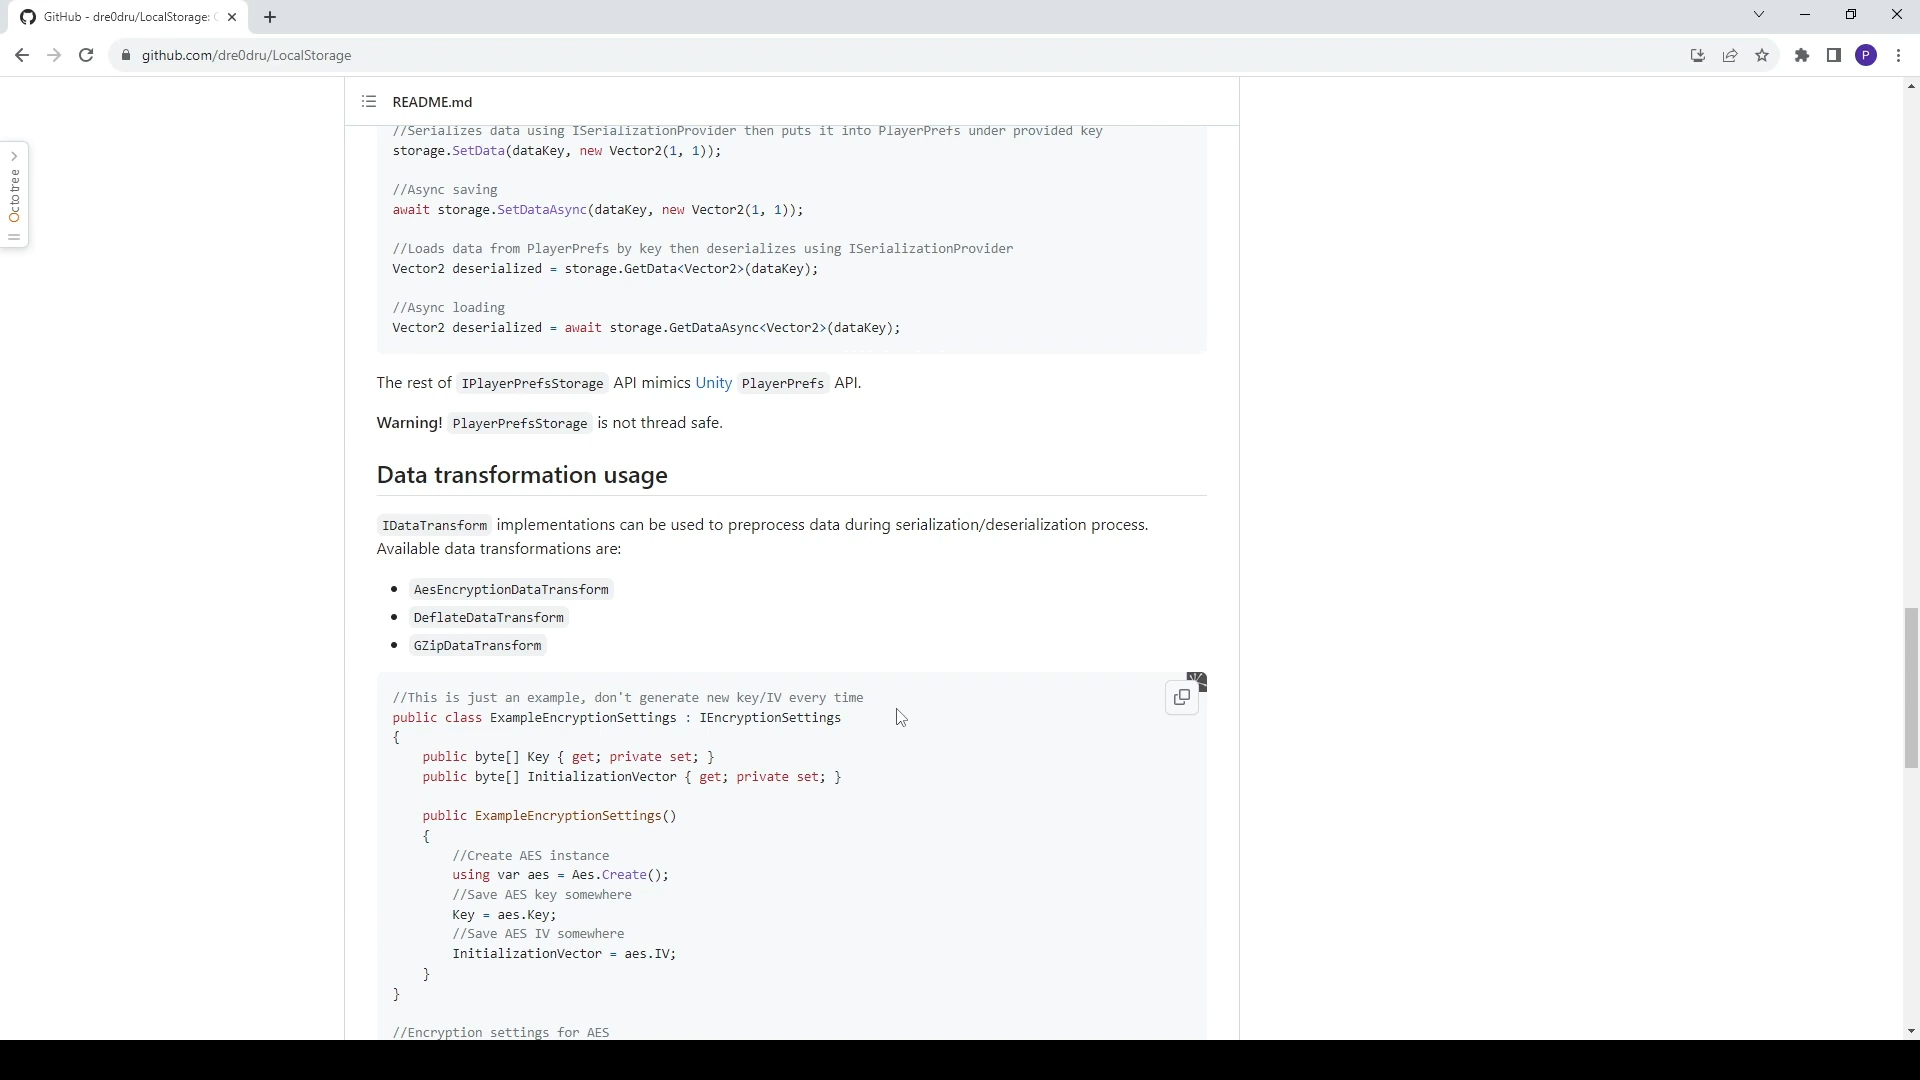 GitHub - dre0dru/LocalStorage:
github.com/dre0dru/LocalStorage
P
Octotree
README.md
//Serializes data using ISerializationProvider then puts it into PlayerPrefs under provided key
storage.SetData(dataKey, new Vector2(1, 1));
//Async saving
await storage.SetDataAsync(dataKey, new Vector2(1, 1));
//Loads data from PlayerPrefs by key then deserializes using ISerializationProvider
Vector2 deserialized = storage.GetData<Vector2>(dataKey);
//Async loading
Vector2 deserialized = await storage.GetDataAsync<Vector2>(dataKey);
The rest of IPlayerPrefsStorage API mimics Unity PlayerPrefs API.
Warning! PlayerPrefsStorage is not thread safe.
Data transformation usage
IDataTransform implementations can be used to preprocess data during serialization/deserialization process.
Available data transformations are:
AesEncryptionDataTransform
DeflateDataTransform
GZipDataTransform
//This is just an example, don't generate new key/IV every time
public class ExampleEncryptionSettings : IEncryptionSettings
{
public byte[] Key { get; private set; }
public byte[] InitializationVector { get; private set; }
public ExampleEncryptionSettings()
{
//Create AES instance
using var aes = Aes.Create();
//Save AES key somewhere
Key = aes.Key;
//Save AES IV somewhere
InitializationVector = aes.IV;
}
}
//Encryption settings for AES